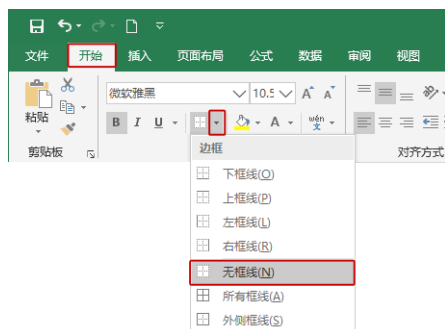 文件 开始 插入 页面布局 公式 数据 审阅 视图
微软雅黑 10.5 A A
粘贴 B I U A wén 文
剪贴板 对齐方式
边框
下框线(O)
上框线(P)
左框线(L)
右框线(R)
无框线(N)
所有框线(A)
外侧框线(S)